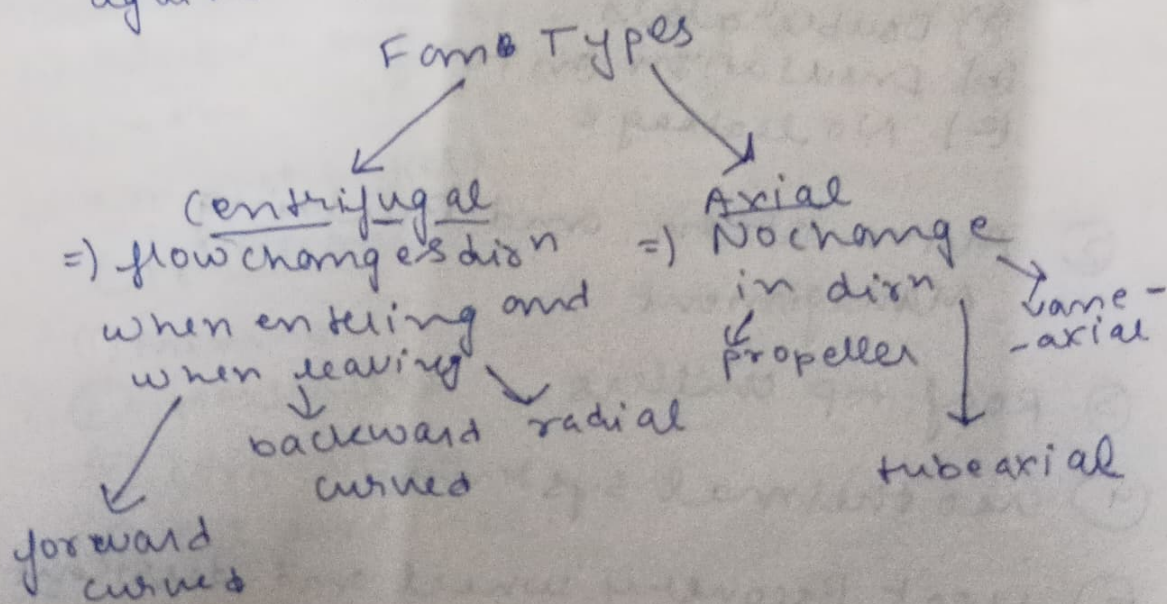 Fan Types
Centrifugal
=) flow changes dirn
when entering and
when leaving
backward
curved
radial
forward
curved
Axial
=) No change
in dirn
propeller
tubeaxial
Vane-
-axial